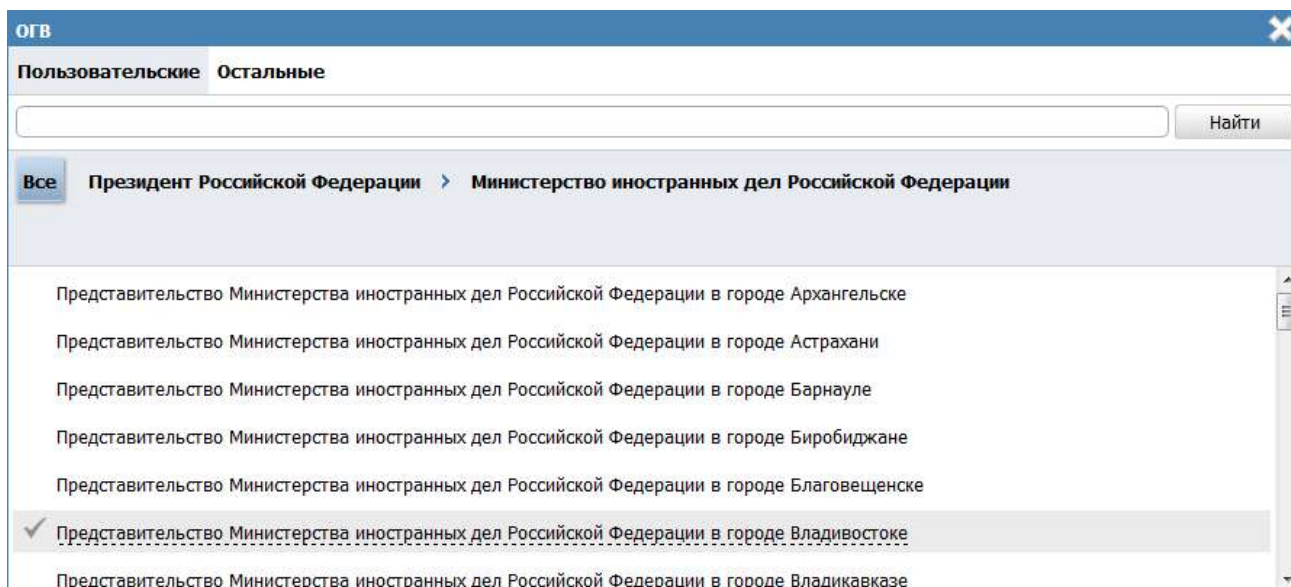 ОГВ
Пользовательские Остальные
Найти
Все Президент Российской Федерации > Министерство иностранных дел Российской Федерации
Представительство Министерства иностранных дел Российской Федерации в городе Архангельске
Представительство Министерства иностранных дел Российской Федерации в городе Астрахани
Представительство Министерства иностранных дел Российской Федерации в городе Барнауле
Представительство Министерства иностранных дел Российской Федерации в городе Биробиджане
Представительство Министерства иностранных дел Российской Федерации в городе Благовещенске
Представительство Министерства иностранных дел Российской Федерации в городе Владивостоке
Представительство Министерства иностранных дел Российской Федерации в городе Владикавказе